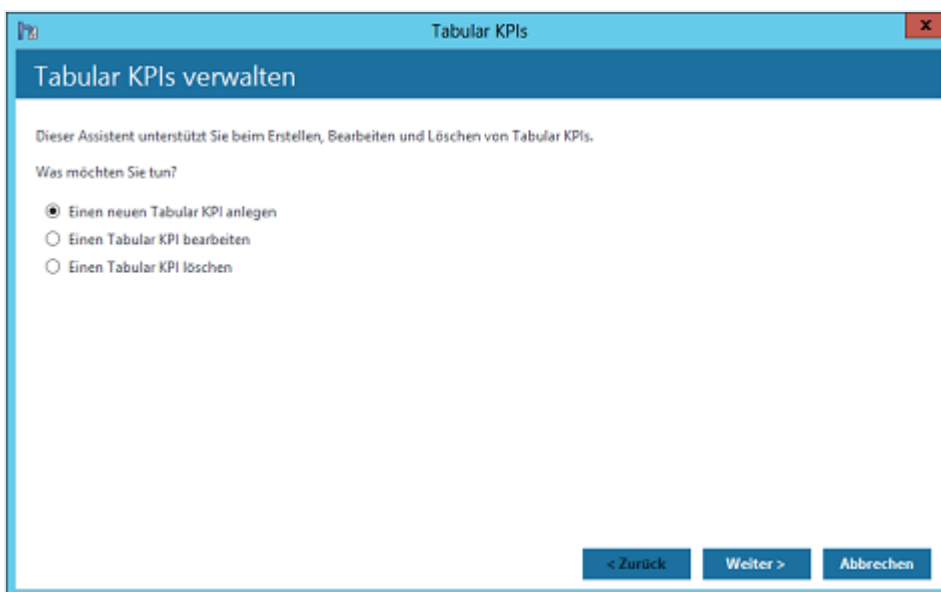 Tabular KPIs
x
Tabular KPIs verwalten
Dieser Assistent unterstützt Sie beim Erstellen, Bearbeiten und Löschen von Tabular KPIs.
Was möchten Sie tun?
Einen neuen Tabular KPI anlegen
Einen Tabular KPI bearbeiten
Einen Tabular KPI löschen
< Zurück Weiter > Abbrechen